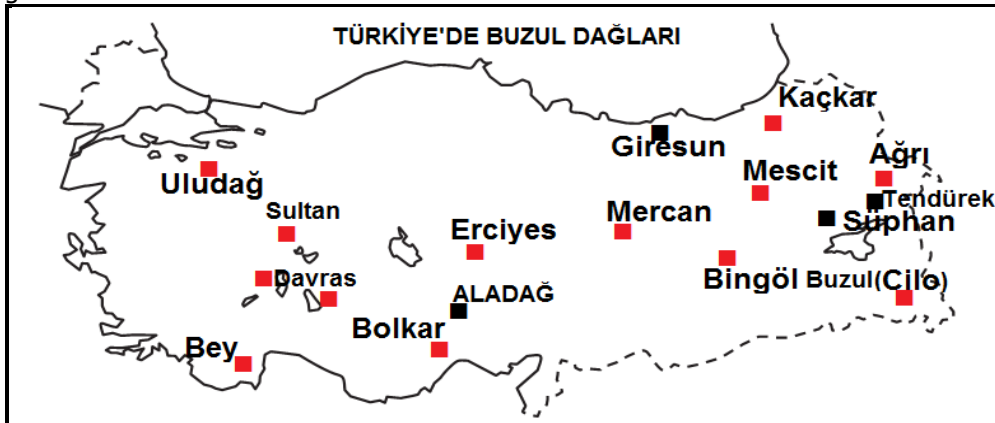 g
TÜRKİYE'DE BUZUL DAĞLARI
Kaçkar
Giresun
Ağrı
Mescit
Uludağ
Tendürek
Sultan
Mercan
Süphan
Erciyes
Davras
Bingöl
Buzul(Cilo)
ALADAĞ
Bolkar
Bey